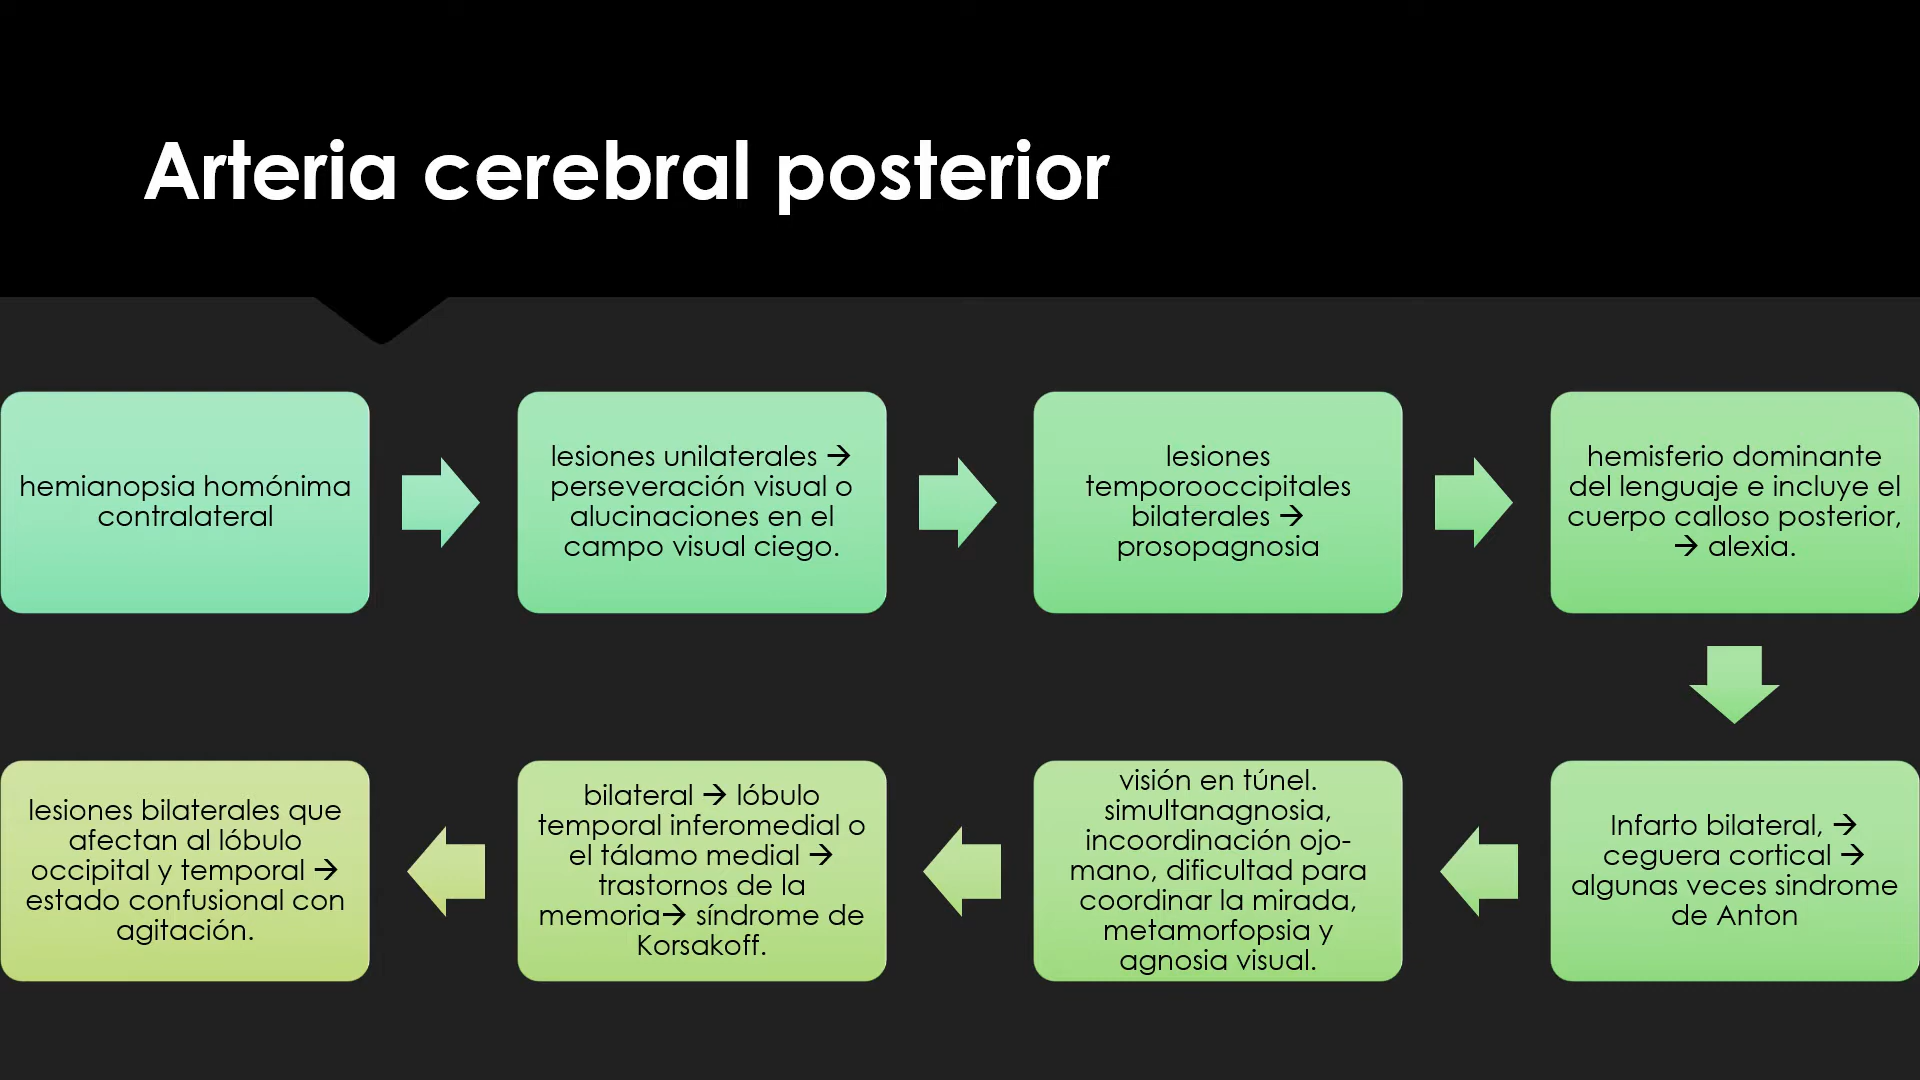 Arteria cerebral posterior
hemianopsia homónima
contralateral
lesiones unilaterales →
perseveración visual o
alucinaciones en el
campo visual ciego.
lesiones
temporooccipitales
bilaterales →
prosopagnosia
hemisferio dominante
del lenguaje e incluye el
cuerpo calloso posterior,
→ alexia.
Infarto bilateral, →
ceguera cortical →
algunas veces sindrome
de Anton
visión en túnel.
simultanagnosia,
incoordinación ojo-
mano, dificultad para
coordinar la mirada,
metamorfopsia y
agnosia visual.
bilateral → lóbulo
temporal inferomedial o
el tálamo medial →
trastornos de la
memoria→ síndrome de
Korsakoff.
lesiones bilaterales que
afectan al lóbulo
occipital y temporal →
estado confusional con
agitación.